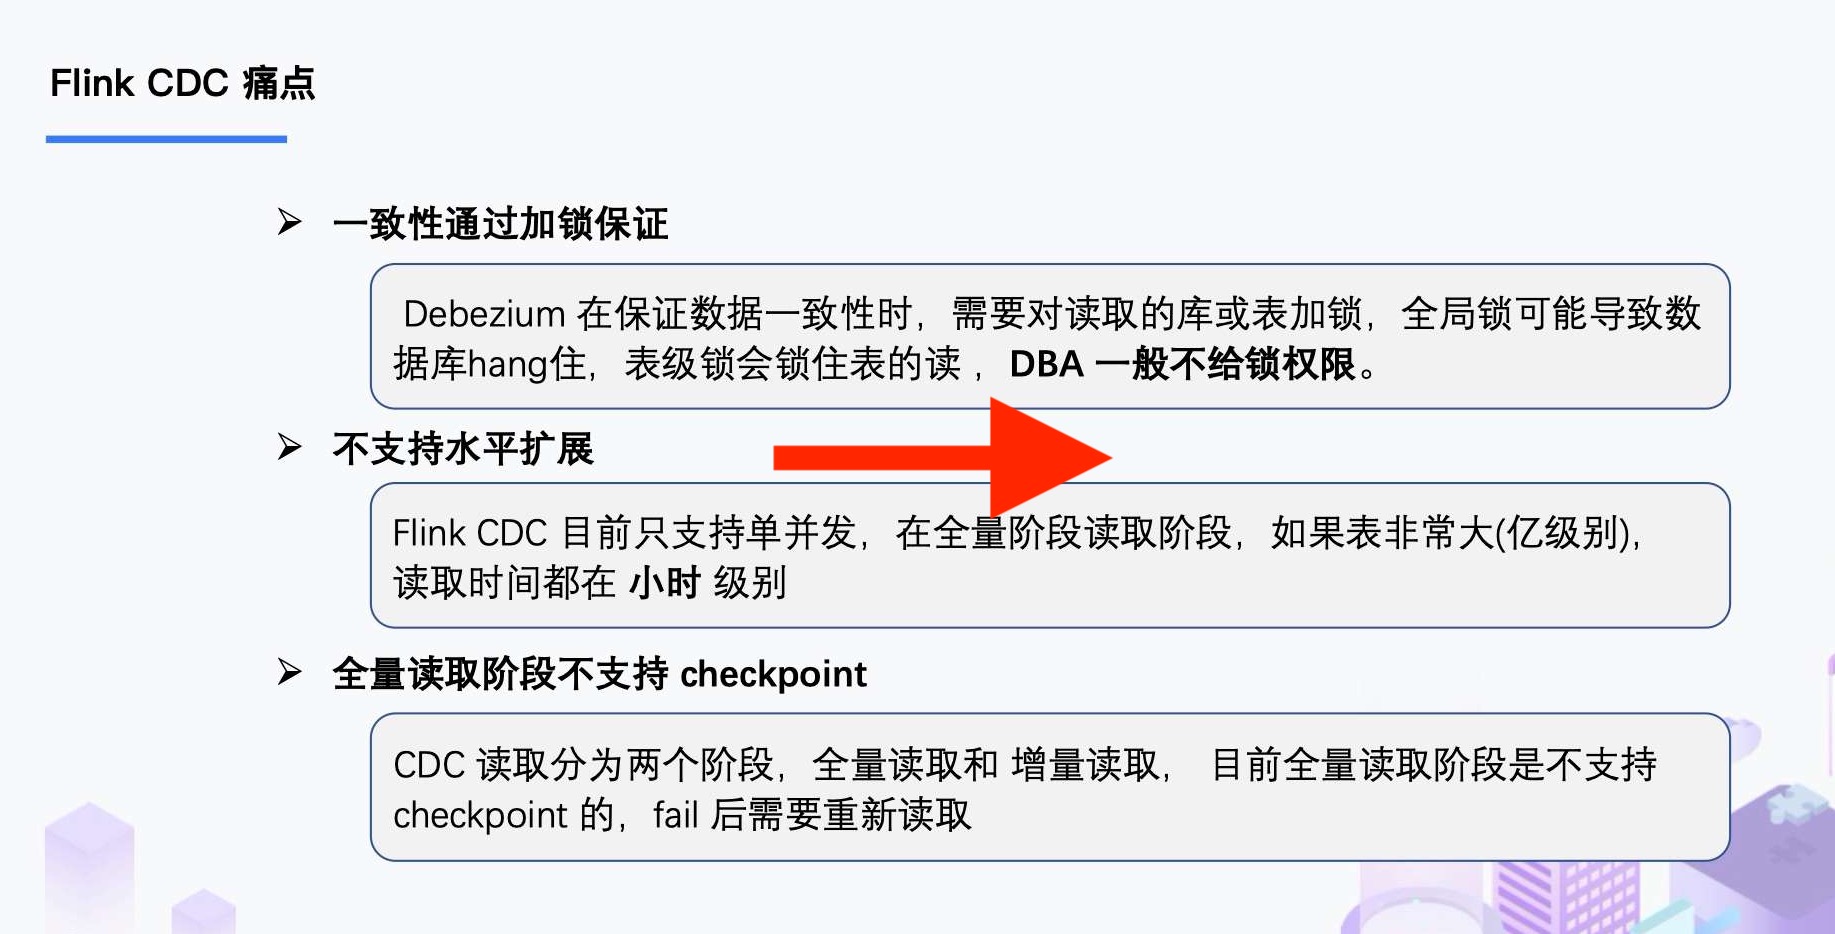 Flink CDC 痛点
一致性通过加锁保证
Debezium 在保证数据一致性时，需要对读取的库或表加锁，全局锁可能导致数
据库hang住，表级锁会锁住表的读 ，DBA 一般不给锁权限。
不支持水平扩展
Flink CDC 目前只支持单并发，在全量阶段读取阶段，如果表非常大(亿级别)，
读取时间都在 小时 级别
全量读取阶段不支持 checkpoint
CDC 读取分为两个阶段，全量读取和 增量读取， 目前全量读取阶段是不支持
checkpoint 的，fail 后需要重新读取